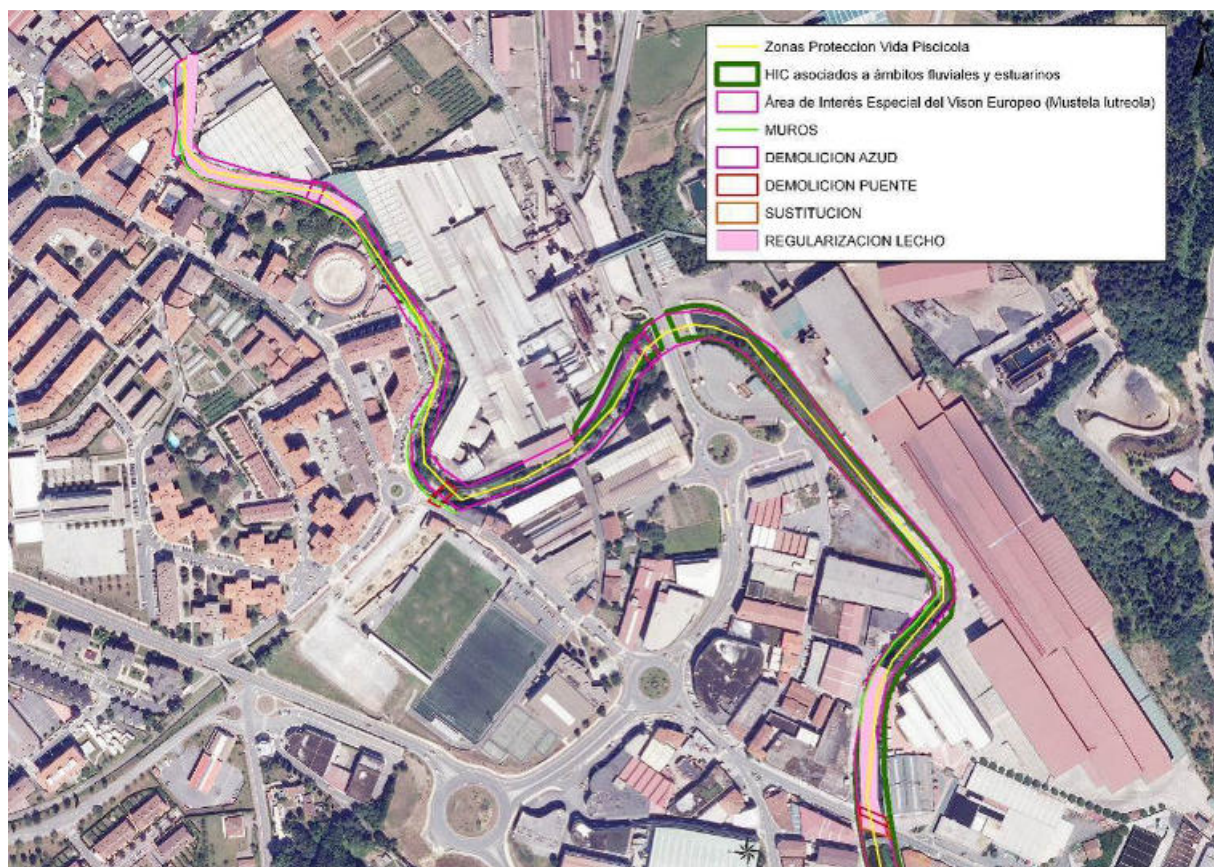 Zonas Proteccion Vida Piscicola
HIC asociados a ámbitos fluviales y estuarinos
Área de Interés Especial del Vison Europeo (Mustela lutreola)
MUROS
DEMOLICION AZUD
DEMOLICION PUENTE
SUSTITUCION
REGULARIZACION LECHO